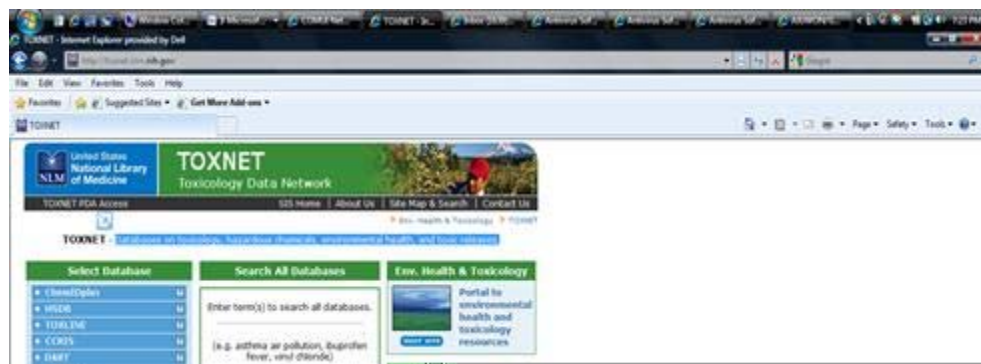 TOXNET - Internet Explorer provided by Dell
File Edit View Favorites Tools Help
Favorites Suggested Sites Get More Add-ons
TOXNET
Page Safety Tools
United States
National Library
of Medicine
NLM
TOXNET
Toxicology Data Network
TOXNET PDA Access
SIS Home | About Us | Site Map & Search | Contact Us
Env. Health & Toxicology TOXNET
TOXNET - Databases on toxicology, hazardous chemicals, environmental health, and toxic releases
Select Database
ChemIDplus
HSDB
TOXLINE
CCRIS
DART
Search All Databases
Enter term(s) to search all databases.
(e.g. asthma air pollution, ibuprofen
fever, vinyl chloride)
Env. Health & Toxicology
Portal to
environmental
health and
toxicology
resources